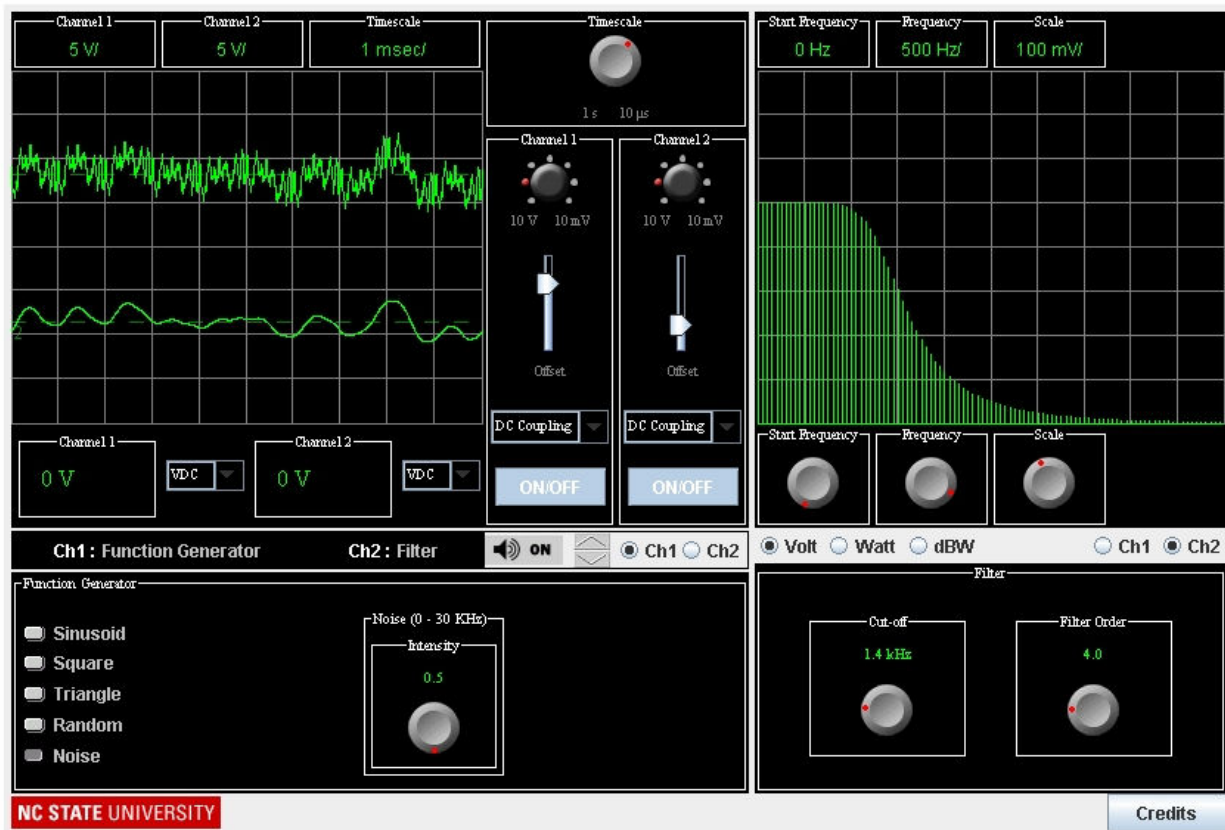 Channel 1
Channel 2
Timescale
Timescale
Start Frequency
Frequency
Scale
5 V/
5 V/
1 msec/
0 Hz
500 Hz/
100 mV/
1 s 10 µs
Channel 1
Channel 2
10 V 10 mV
10 V 10 mV
2
Offset
Offset
DC Coupling
DC Coupling
Channel 1
Channel 2
Start Frequency
Frequency
Scale
0 V
VDC
0 V
VDC
ON/OFF
ON/OFF
Ch1 : Function Generator
Ch2 : Filter
ON
Ch1
Ch2
Volt
Watt
dBW
Ch1
Ch2
Function Generator
Sinusoid
Square
Triangle
Random
Noise
Noise (0 - 30 KHz)
Intensity
0.5
Filter
Cut-off
1.4 kHz
Filter Order
4.0
NC STATE UNIVERSITY
Credits